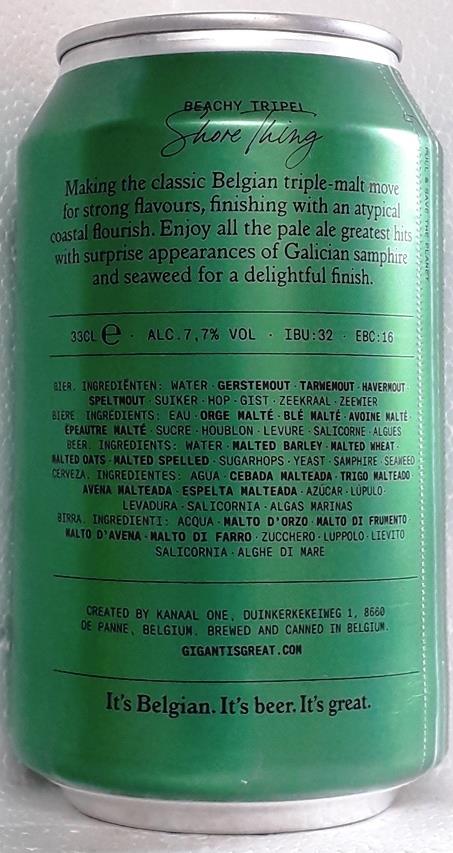 BEACHY TRIPEL
Shore Thing
Making the classic Belgian triple-malt move
for strong flavours, finishing with an atypical
coastal flourish. Enjoy all the pale ale greatest hits
with surprise appearances of Galician samphire
and seaweed for a delightful finish.
33CL ℮ · ALC.7,7% VOL · IBU:32 · EBC:16
BIER. INGREDIËNTEN: WATER · GERSTEMOUT · TARWEMOUT · HAVERMOUT ·
SPELTMOUT · SUIKER · HOP · GIST · ZEEKRAAL · ZEEWIER
BIÈRE. INGRÉDIENTS: EAU · ORGE MALTÉ · BLÉ MALTÉ · AVOINE MALTÉ ·
ÉPEAUTRE MALTÉ · SUCRE · HOUBLON · LEVURE · SALICORNE · ALGUES
BEER. INGREDIENTS: WATER · MALTED BARLEY · MALTED WHEAT ·
MALTED OATS · MALTED SPELLED · SUGARHOPS · YEAST · SAMPHIRE · SEAWEED
CERVEZA. INGREDIENTES: AGUA · CEBADA MALTEADA · TRIGO MALTEADO
AVENA MALTEADA · ESPELTA MALTEADA · AZÚCAR · LÚPULO ·
LEVADURA · SALICORNIA · ALGAS MARINAS
BIRRA. INGREDIENTI: ACQUA · MALTO D'ORZO · MALTO DI FRUMENTO ·
MALTO D'AVENA · MALTO DI FARRO · ZUCCHERO · LUPPOLO · LIEVITO
SALICORNIA · ALGHE DI MARE
CREATED BY KANAAL ONE, DUINKERKEKEIWEG 1, 8660
DE PANNE, BELGIUM. BREWED AND CANNED IN BELGIUM.
GIGANTISGREAT.COM
It's Belgian. It's beer. It's great.